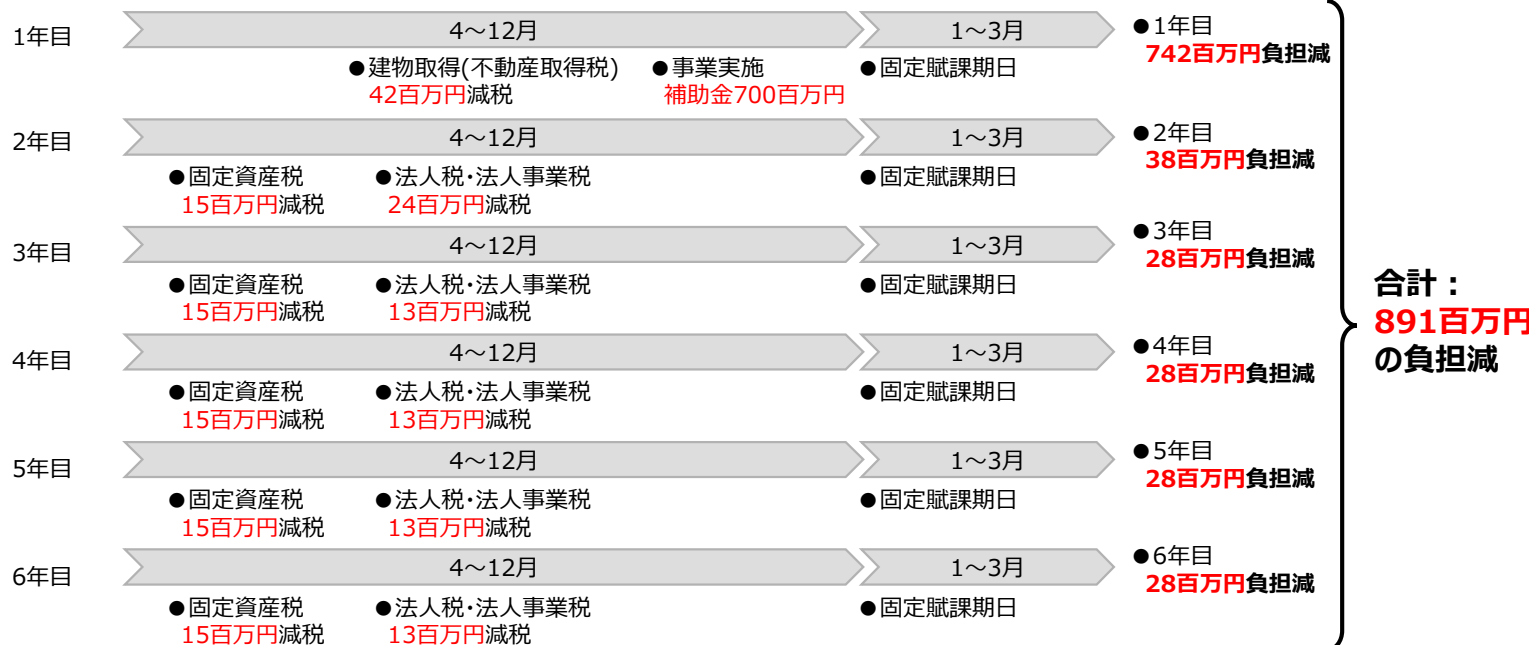 1年目
4～12月
1～3月
●1年目
742百万円負担減
●建物取得(不動産取得税)
42百万円減税
●事業実施
補助金700百万円
●固定賦課期日
2年目
4～12月
1～3月
●2年目
38百万円負担減
●固定資産税
15百万円減税
●法人税・法人事業税
24百万円減税
●固定賦課期日
3年目
4～12月
1～3月
●3年目
28百万円負担減
●固定資産税
15百万円減税
●法人税・法人事業税
13百万円減税
●固定賦課期日
4年目
4～12月
1～3月
●4年目
28百万円負担減
●固定資産税
15百万円減税
●法人税・法人事業税
13百万円減税
●固定賦課期日
5年目
4～12月
1～3月
●5年目
28百万円負担減
●固定資産税
15百万円減税
●法人税・法人事業税
13百万円減税
●固定賦課期日
6年目
4～12月
1～3月
●6年目
28百万円負担減
●固定資産税
15百万円減税
●法人税・法人事業税
13百万円減税
●固定賦課期日
合計：
891百万円
の負担減